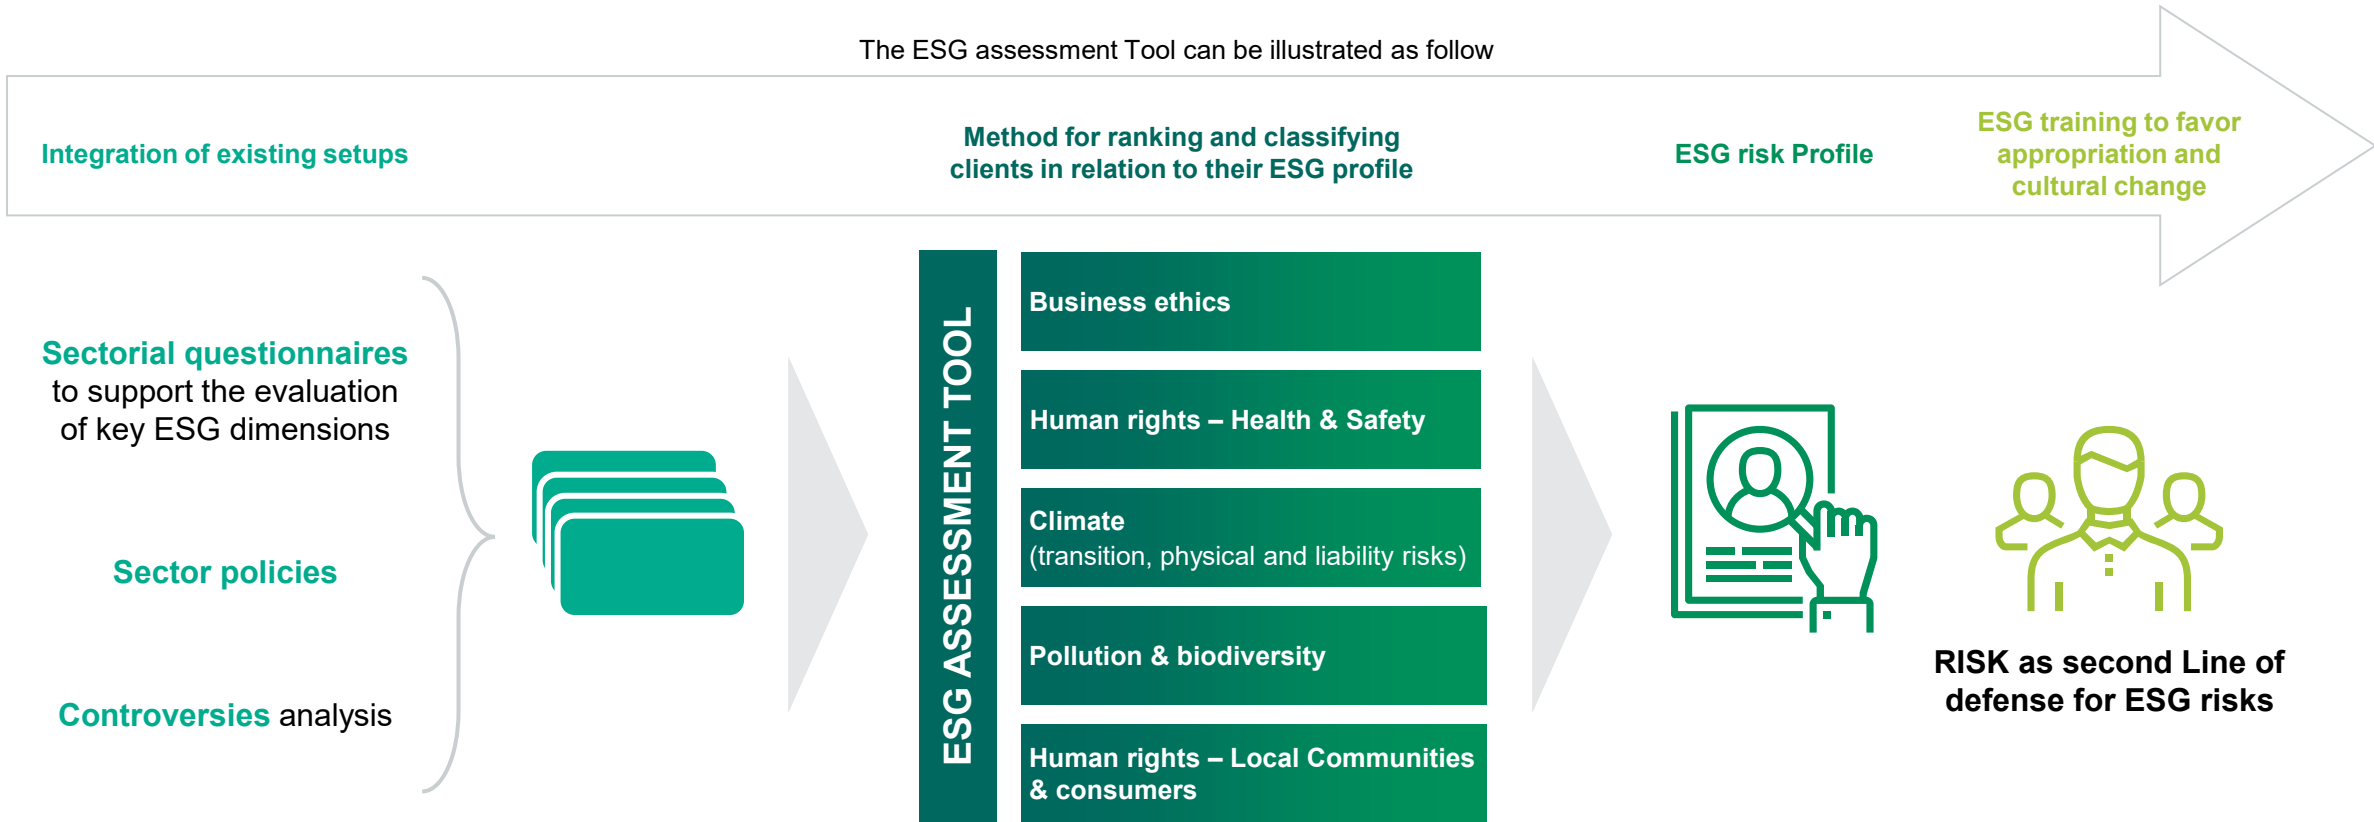 The ESG assessment Tool can be illustrated as follow
Integration of existing setups
Method for ranking and classifying
clients in relation to their ESG profile
ESG risk Profile
ESG training to favor
appropriation and
cultural change
Sectorial questionnaires
to support the evaluation
of key ESG dimensions
Sector policies
Controversies analysis
ESG ASSESSMENT TOOL
Business ethics
Human rights – Health & Safety
Climate
(transition, physical and liability risks)
Pollution & biodiversity
Human rights – Local Communities
& consumers
RISK as second Line of
defense for ESG risks